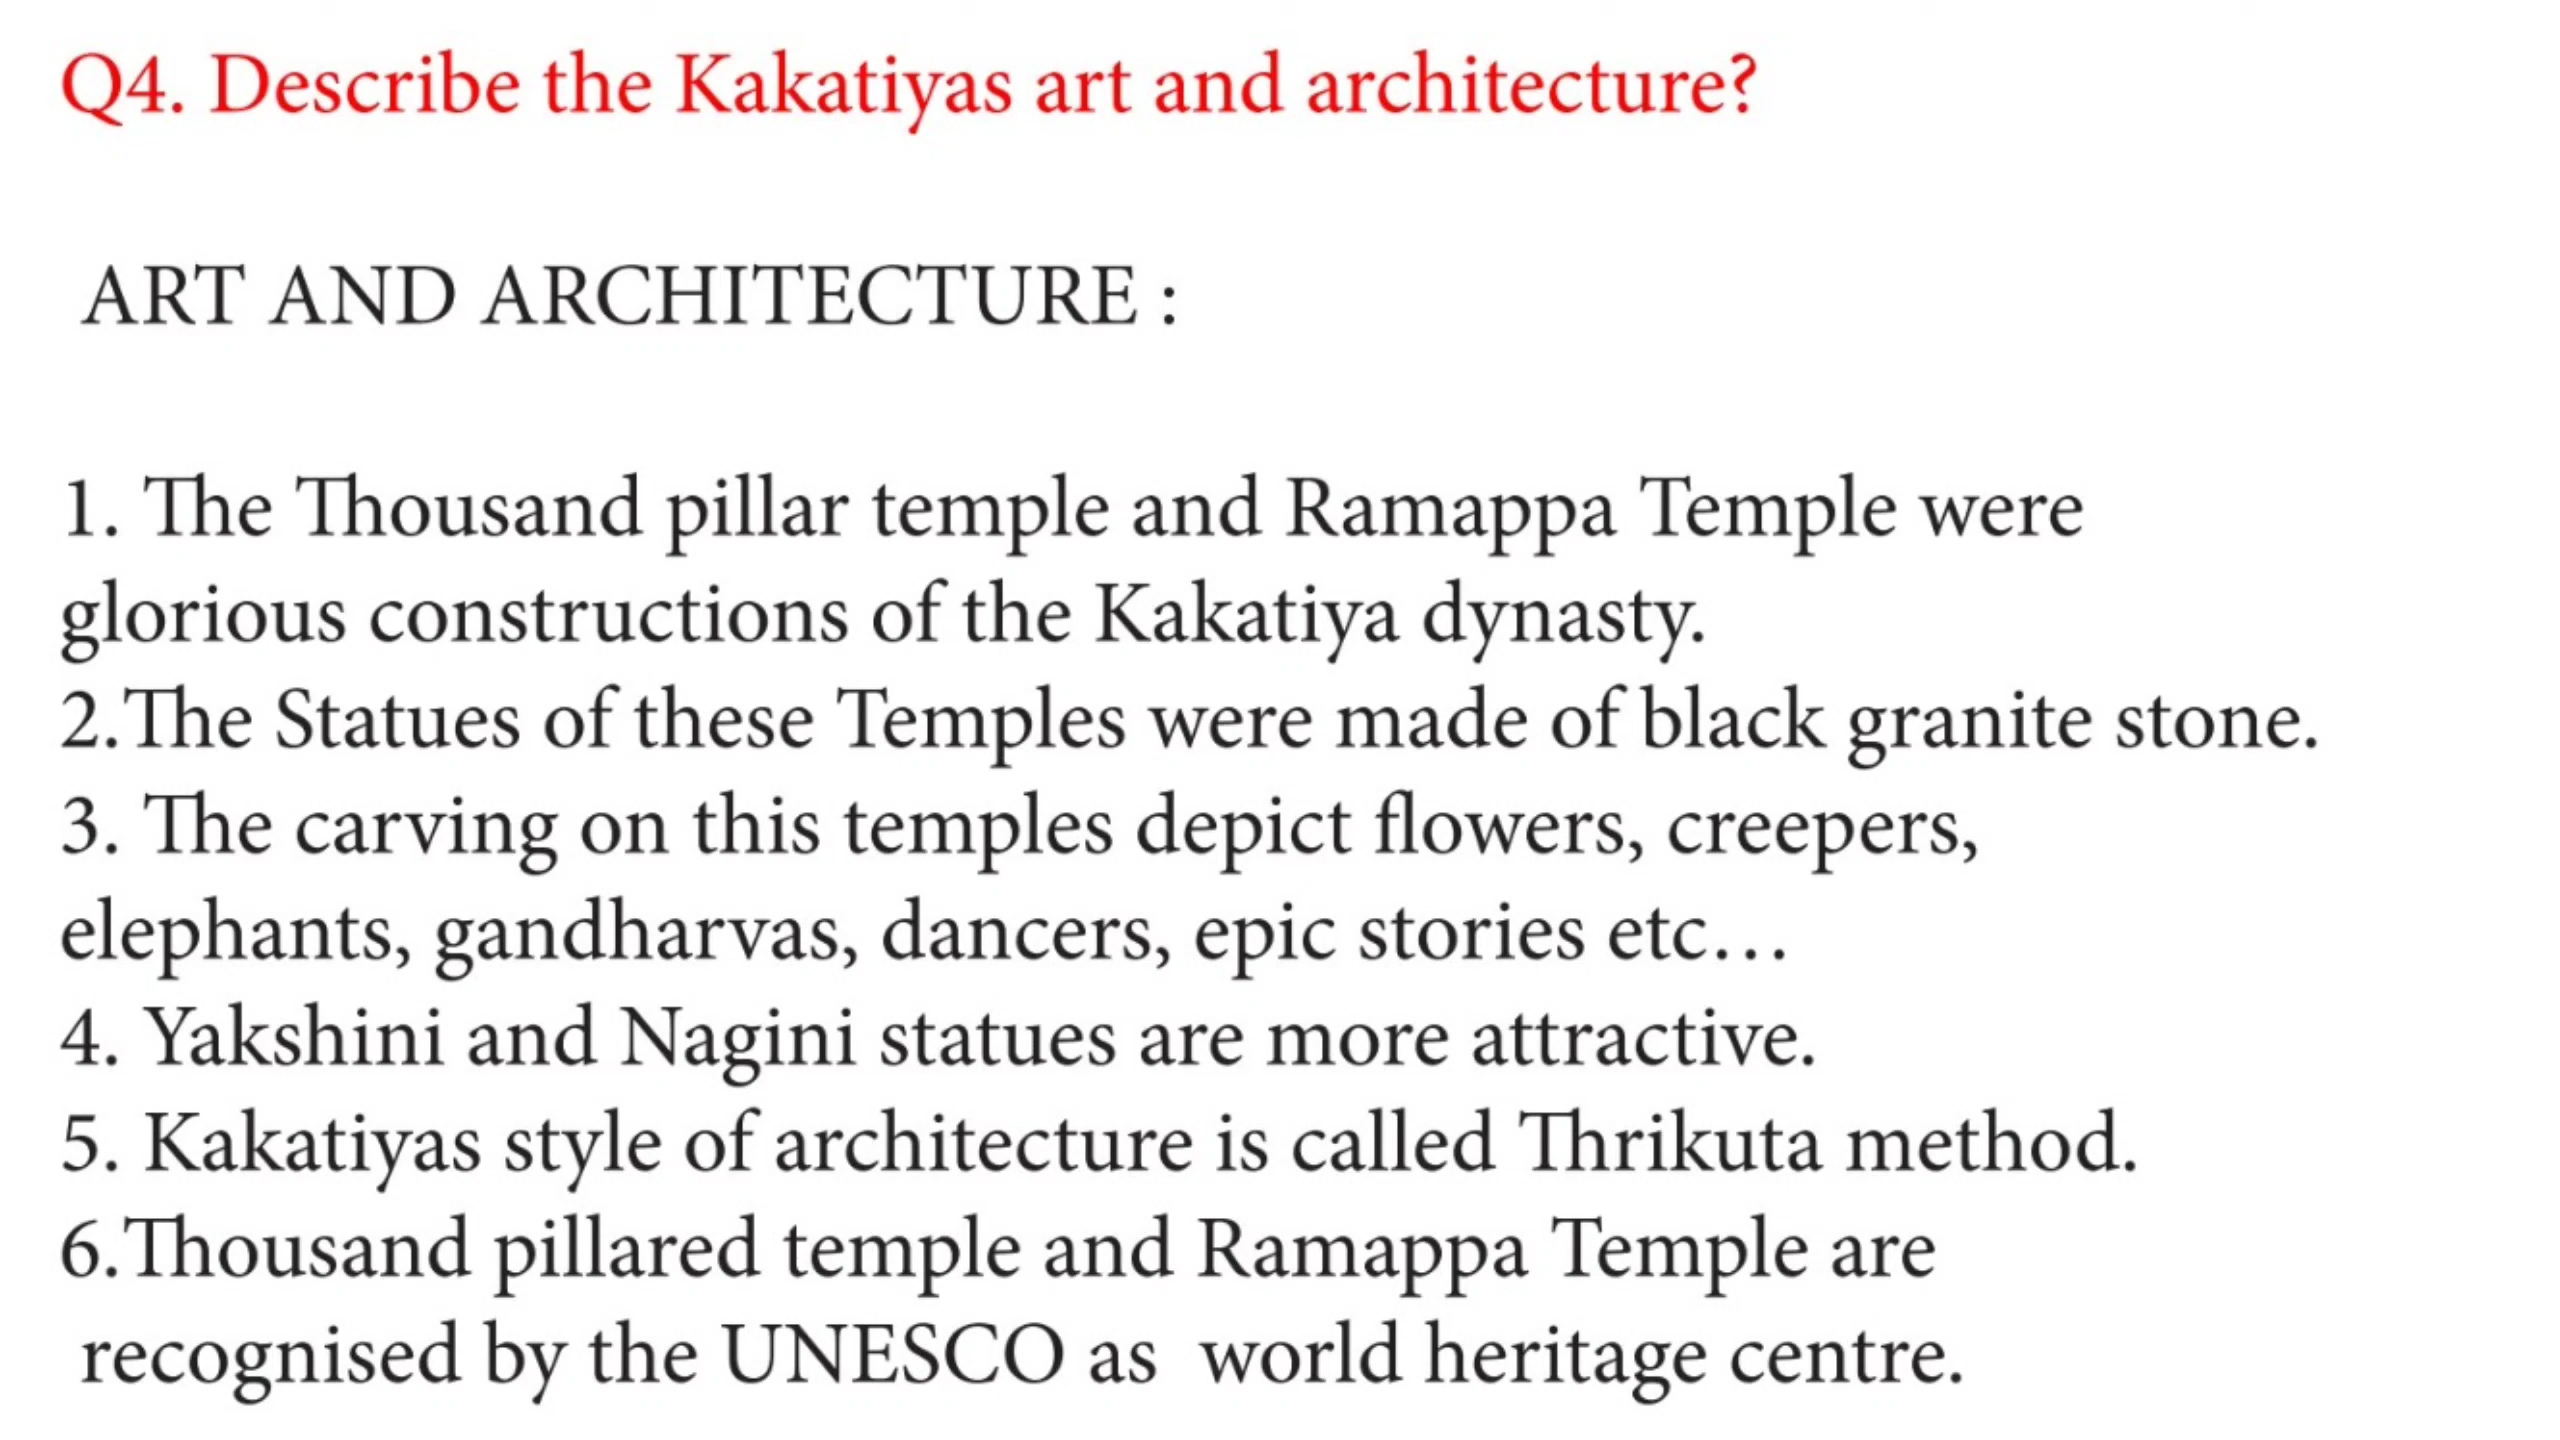 Q4. Describe the Kakatiyas art and architecture?
ART AND ARCHITECTURE :
1. The Thousand pillar temple and Ramappa Temple were
glorious constructions of the Kakatiya dynasty.
2.The Statues of these Temples were made of black granite stone.
3. The carving on this temples depict flowers, creepers,
elephants, gandharvas, dancers, epic stories etc…
4. Yakshini and Nagini statues are more attractive.
5. Kakatiyas style of architecture is called Thrikuta method.
6.Thousand pillared temple and Ramappa Temple are
recognised by the UNESCO as  world heritage centre.